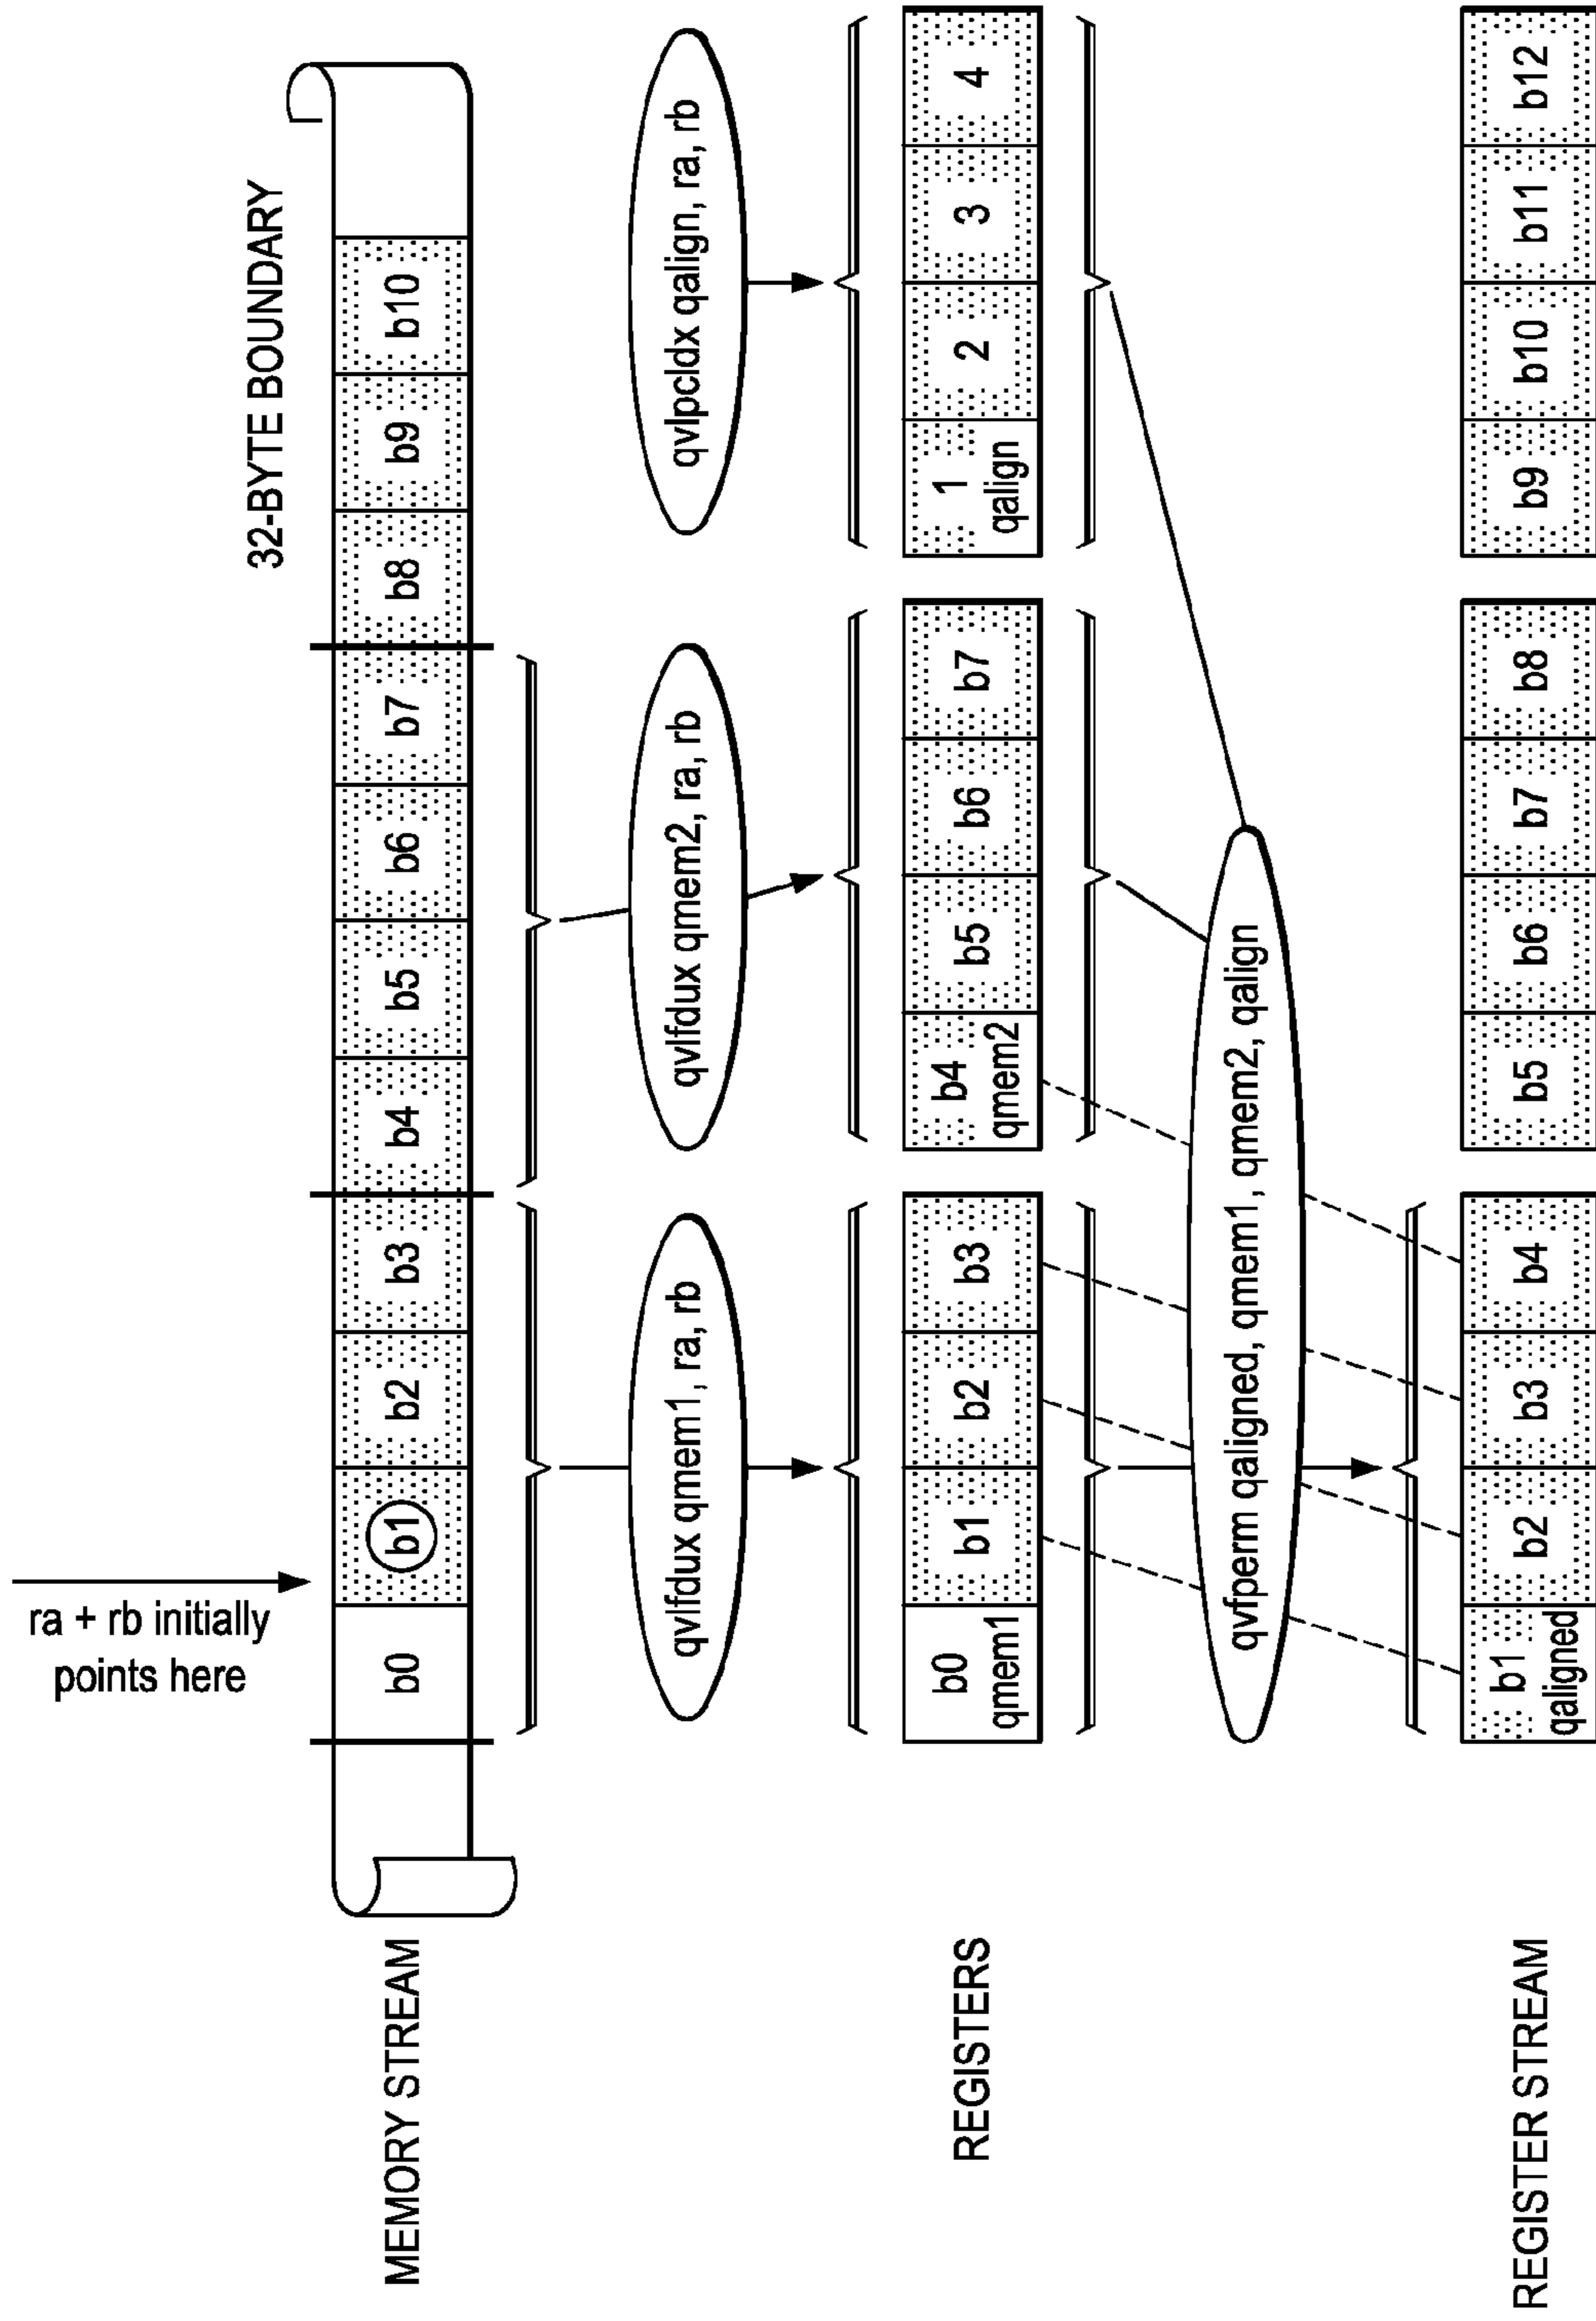 ra + rb initially
points here
32-BYTE BOUNDARY
MEMORY STREAM
b0
b1
b2
b3
b4
b5
b6
b7
b8
b9
b10
qvlfdux qmem1, ra, rb
qvlfdux qmem2, ra, rb
qvlpcldx qalign, ra, rb
REGISTERS
b0
qmem1
b1
b2
b3
b4
qmem2
b5
b6
b7
1
qalign
2
3
4
qvfperm qaligned, qmem1, qmem2, qalign
REGISTER STREAM
b1
qaligned
b2
b3
b4
b5
b6
b7
b8
b9
b10
b11
b12